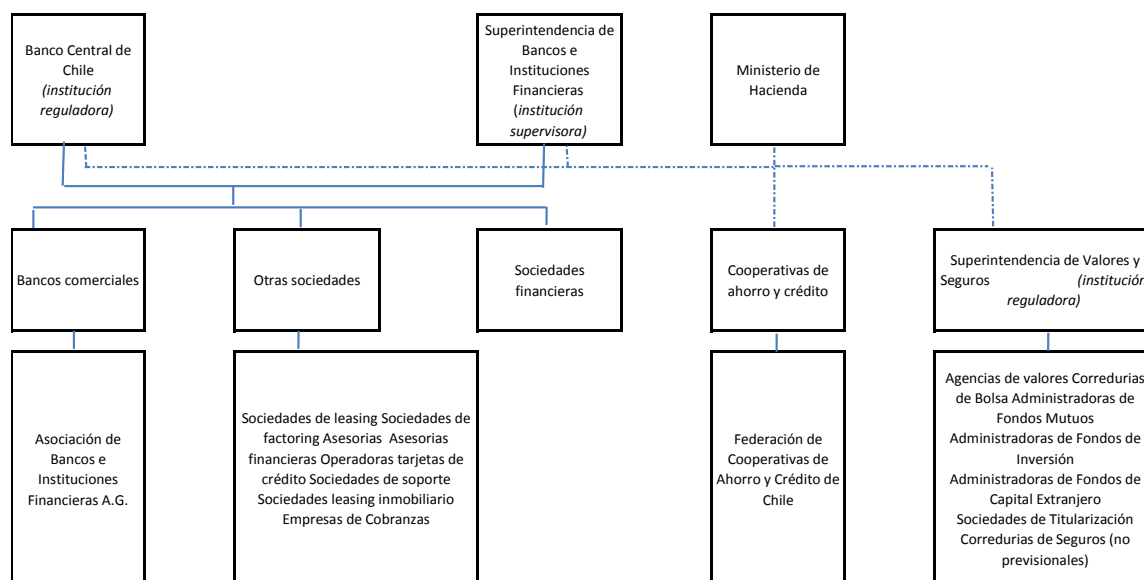 Banco Central de
Chile
(institución
reguladora)
Superintendencia de
Bancos e
Instituciones
Financieras
(institución
supervisora)
Ministerio de
Hacienda
Bancos comerciales
Otras sociedades
Sociedades
financieras
Cooperativas de
ahorro y crédito
Superintendencia de Valores y
Seguros (institución
reguladora)
Asociación de
Bancos e
Instituciones
Financieras A.G.
Sociedades de leasing Sociedades de
factoring Asesorias Asesorias
financieras Operadoras tarjetas de
crédito Sociedades de soporte
Sociedades leasing inmobiliario
Empresas de Cobranzas
Federación de
Cooperativas de
Ahorro y Crédito de
Chile
Agencias de valores Corredurias
de Bolsa Administradoras de
Fondos Mutuos
Administradoras de Fondos de
Inversión
Administradoras de Fondos de
Capital Extranjero
Sociedades de Titularización
Corredurias de Seguros (no
previsionales)